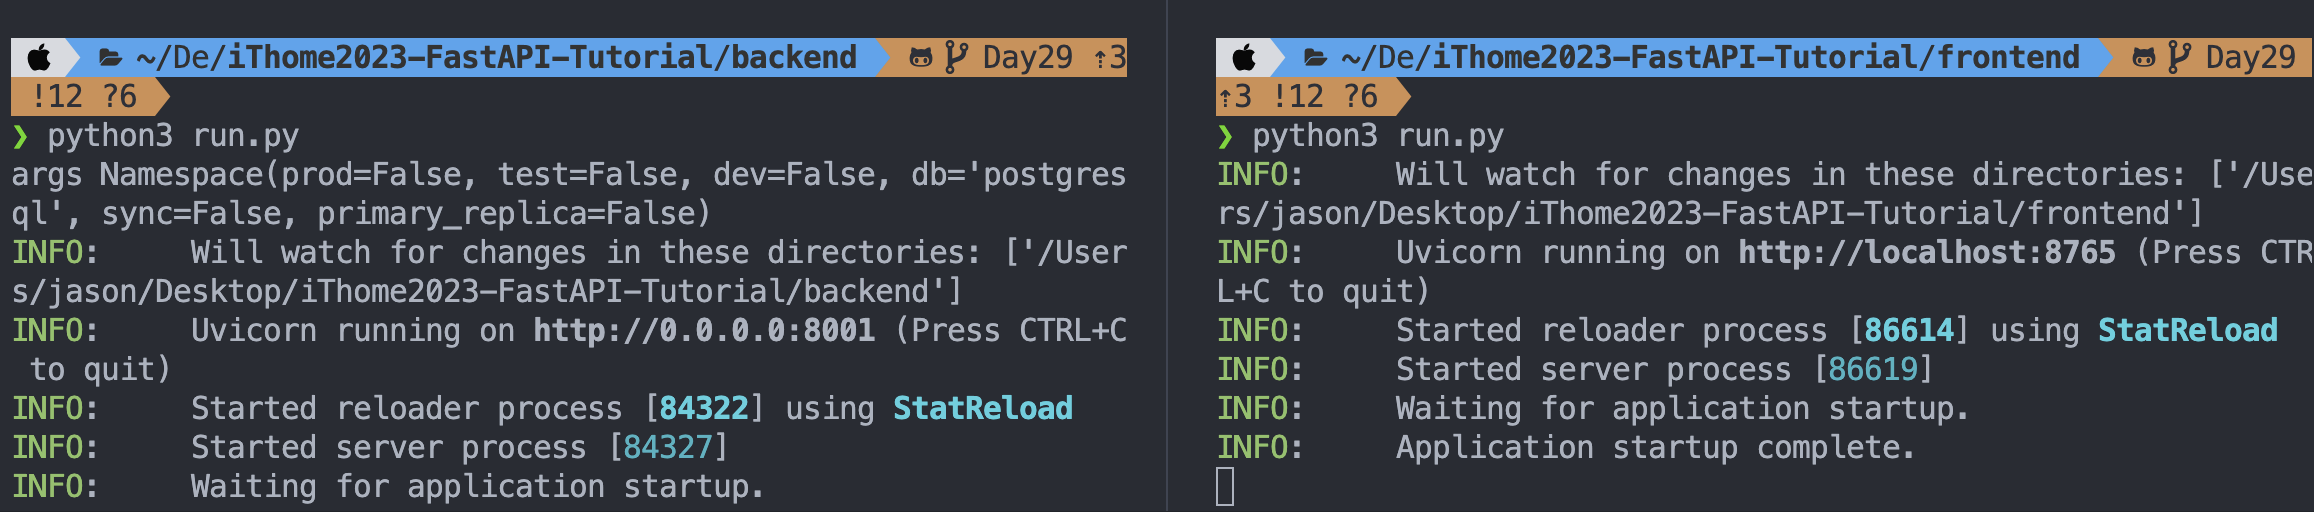 ~/De/iThome2023-FastAPI-Tutorial/backend Day29 ⇡3
!12 ?6
❯ python3 run.py
args Namespace(prod=False, test=False, dev=False, db='postgres
ql', sync=False, primary_replica=False)
INFO:     Will watch for changes in these directories: ['/User
s/jason/Desktop/iThome2023-FastAPI-Tutorial/backend']
INFO:     Uvicorn running on http://0.0.0.0:8001 (Press CTRL+C
 to quit)
INFO:     Started reloader process [84322] using StatReload
INFO:     Started server process [84327]
INFO:     Waiting for application startup.
~/De/iThome2023-FastAPI-Tutorial/frontend Day29
⇡3 !12 ?6
❯ python3 run.py
INFO:     Will watch for changes in these directories: ['/Use
rs/jason/Desktop/iThome2023-FastAPI-Tutorial/frontend']
INFO:     Uvicorn running on http://localhost:8765 (Press CTR
L+C to quit)
INFO:     Started reloader process [86614] using StatReload
INFO:     Started server process [86619]
INFO:     Waiting for application startup.
INFO:     Application startup complete.